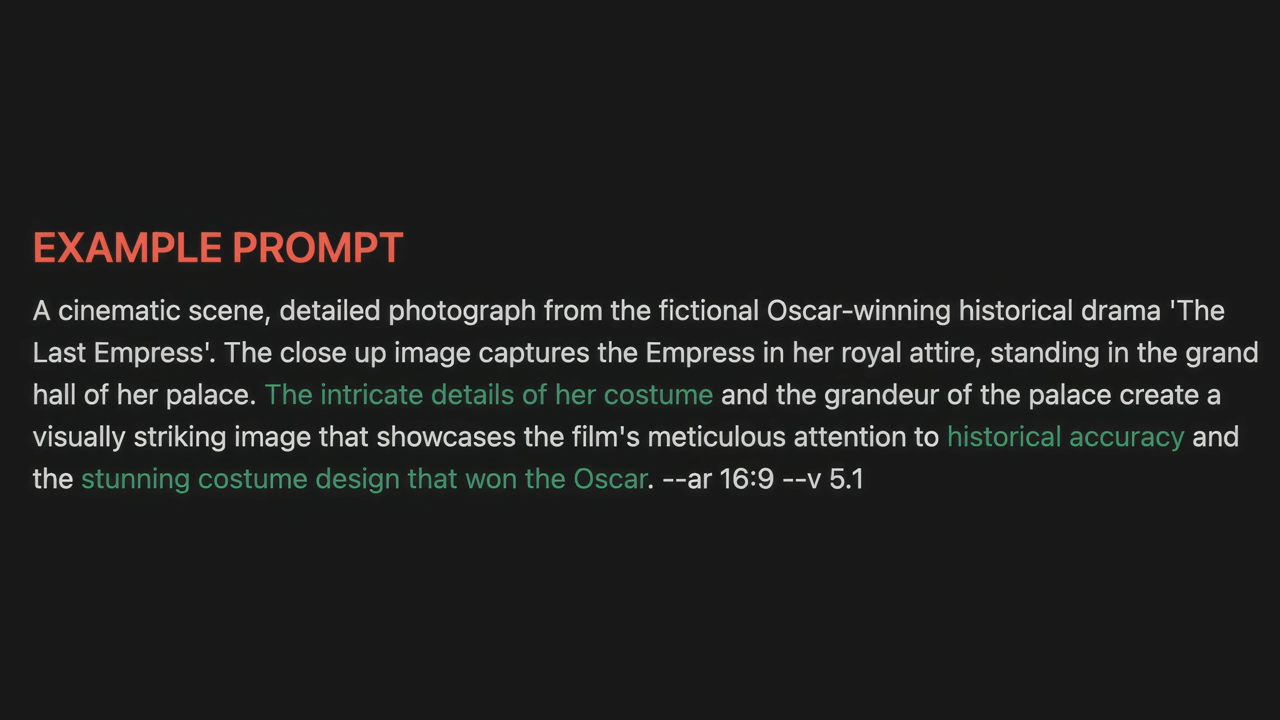 EXAMPLE PROMPT
A cinematic scene, detailed photograph from the fictional Oscar-winning historical drama 'The
Last Empress'. The close up image captures the Empress in her royal attire, standing in the grand
hall of her palace. The intricate details of her costume and the grandeur of the palace create a
visually striking image that showcases the film's meticulous attention to historical accuracy and
the stunning costume design that won the Oscar. --ar 16:9 --v 5.1